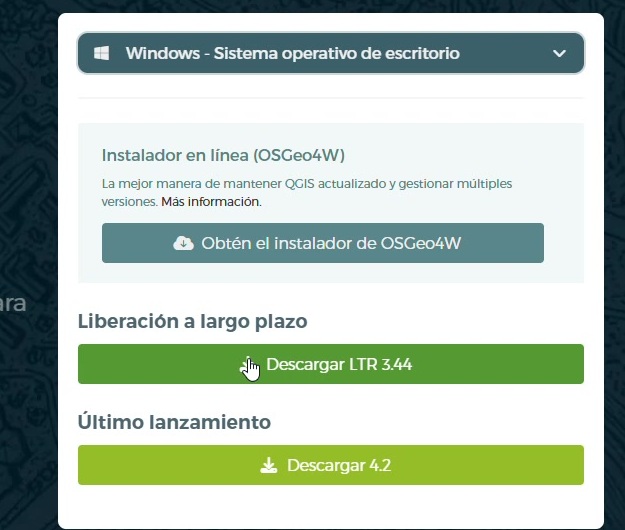 Windows - Sistema operativo de escritorio
Instalador en línea (OSGeo4W)
La mejor manera de mantener QGIS actualizado y gestionar múltiples
versiones. Más información.
Obtén el instalador de OSGeo4W
Liberación a largo plazo
Descargar LTR 3.44
Último lanzamiento
Descargar 4.2